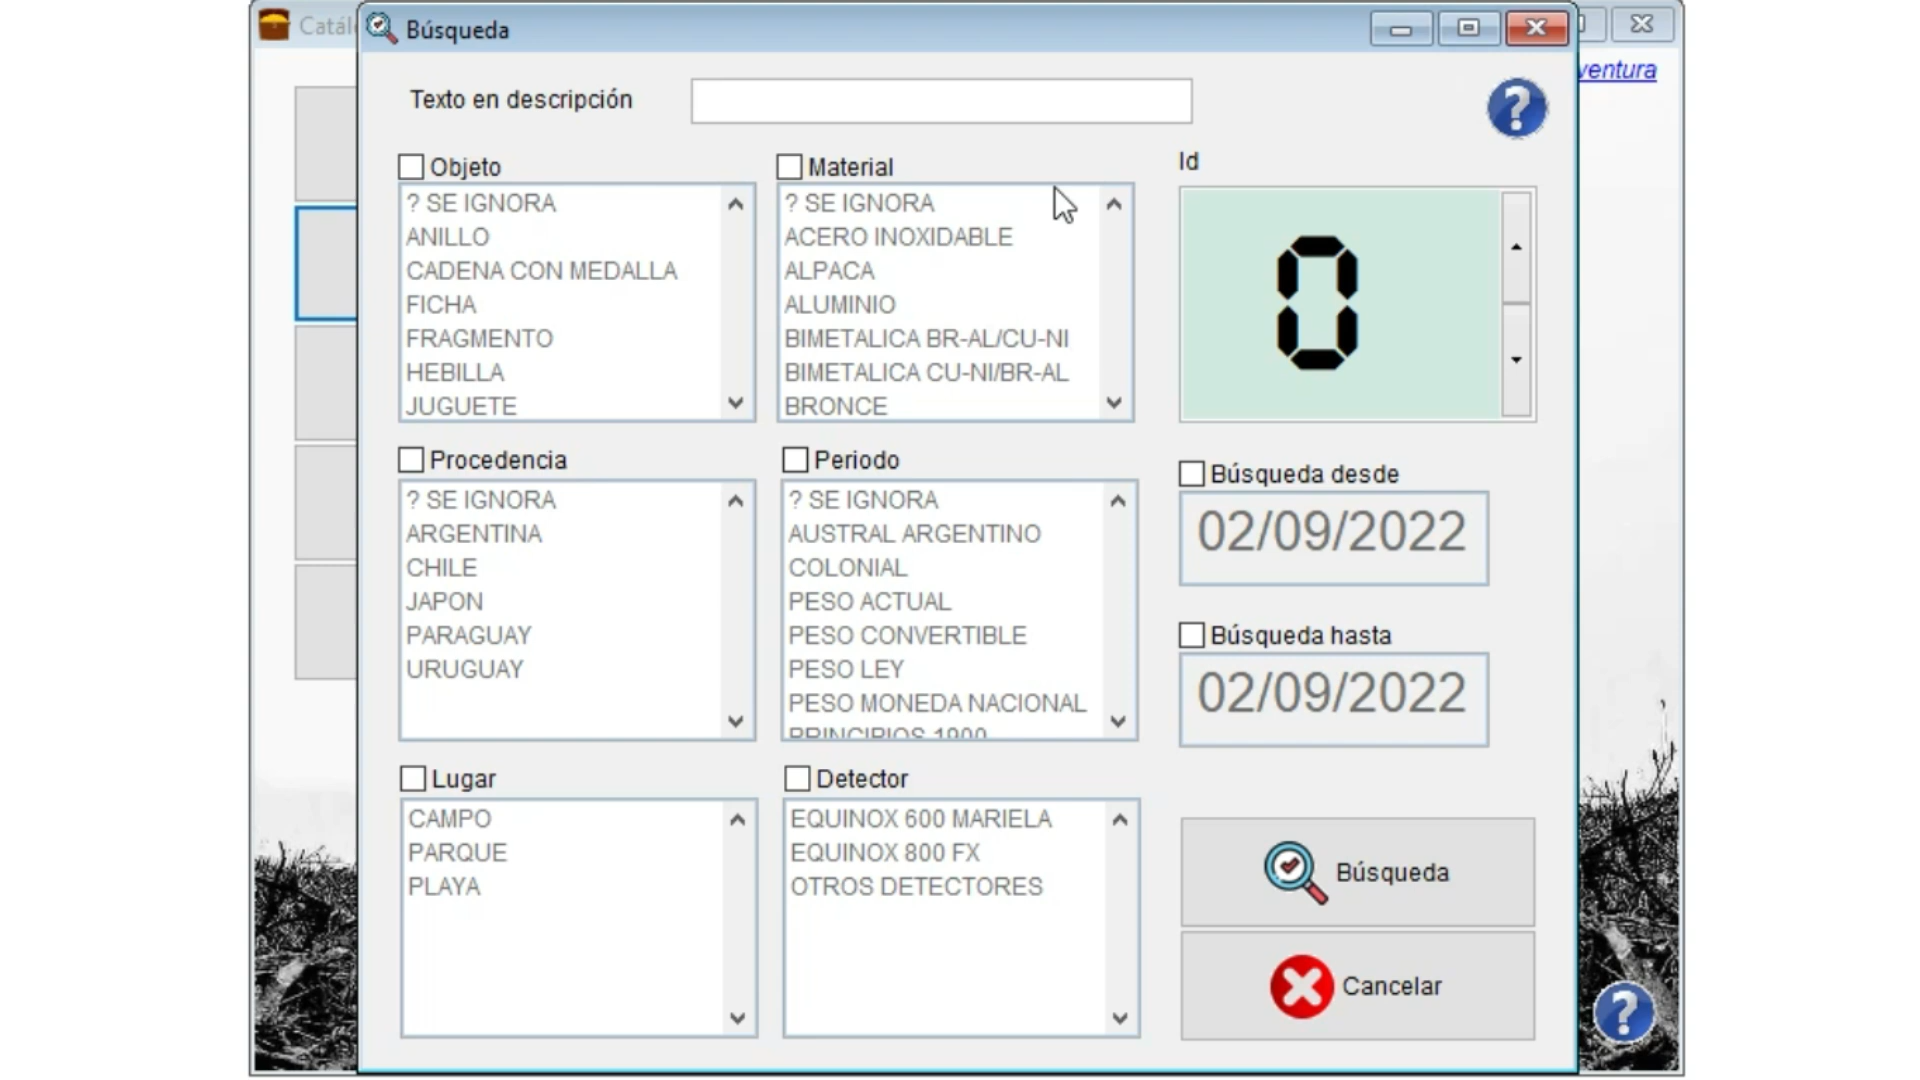 Búsqueda
ventura
Texto en descripción
Objeto
? SE IGNORA
ANILLO
CADENA CON MEDALLA
FICHA
FRAGMENTO
HEBILLA
JUGUETE
Material
? SE IGNORA
ACERO INOXIDABLE
ALPACA
ALUMINIO
BIMETALICA BR-AL/CU-NI
BIMETALICA CU-NI/BR-AL
BRONCE
Id
0
Procedencia
? SE IGNORA
ARGENTINA
CHILE
JAPON
PARAGUAY
URUGUAY
Periodo
? SE IGNORA
AUSTRAL ARGENTINO
COLONIAL
PESO ACTUAL
PESO CONVERTIBLE
PESO LEY
PESO MONEDA NACIONAL
PRINCIPIOS 1900
Búsqueda desde
02/09/2022
Búsqueda hasta
02/09/2022
Lugar
CAMPO
PARQUE
PLAYA
Detector
EQUINOX 600 MARIELA
EQUINOX 800 FX
OTROS DETECTORES
Búsqueda
Cancelar